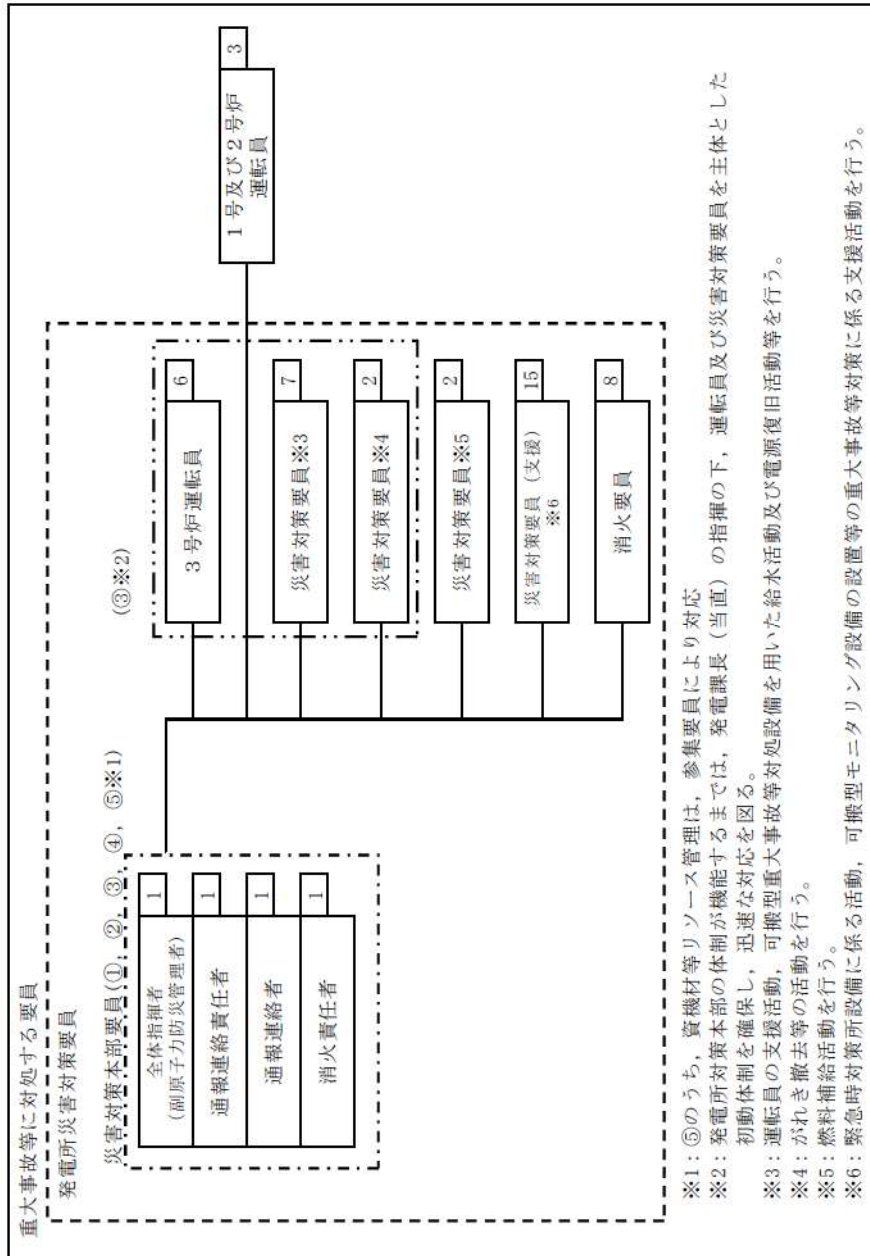 重大事故等に対処する要員
発電所災害対策要員
災害対策本部要員(①, ②, ③, ④, ⑤※1)
全体指揮者
(副原子力防災管理者)
1
通報連絡責任者
1
通報連絡者
1
消火責任者
1
(③※2)
3号炉運転員
6
1号及び2号炉
運転員
3
災害対策要員※3
7
災害対策要員※4
2
災害対策要員※5
2
災害対策要員(支援)
※6
15
消火要員
8
※1:⑤のうち,資機材等リソース管理は,参集要員により対応
※2:発電所対策本部の体制が機能するまでは,発電課長(当直)の指揮の下,運転員及び災害対策要員を主体とした
初動体制を確保し,迅速な対応を図る。
※3:運転員の支援活動,可搬型重大事故等対処設備を用いた給水活動及び電源復旧活動等を行う。
※4:がれき撤去等の活動を行う。
※5:燃料補給活動を行う。
※6:緊急時対策所設備に係る活動,可搬型モニタリング設備の設置等の重大事故等対策に係る支援活動を行う。